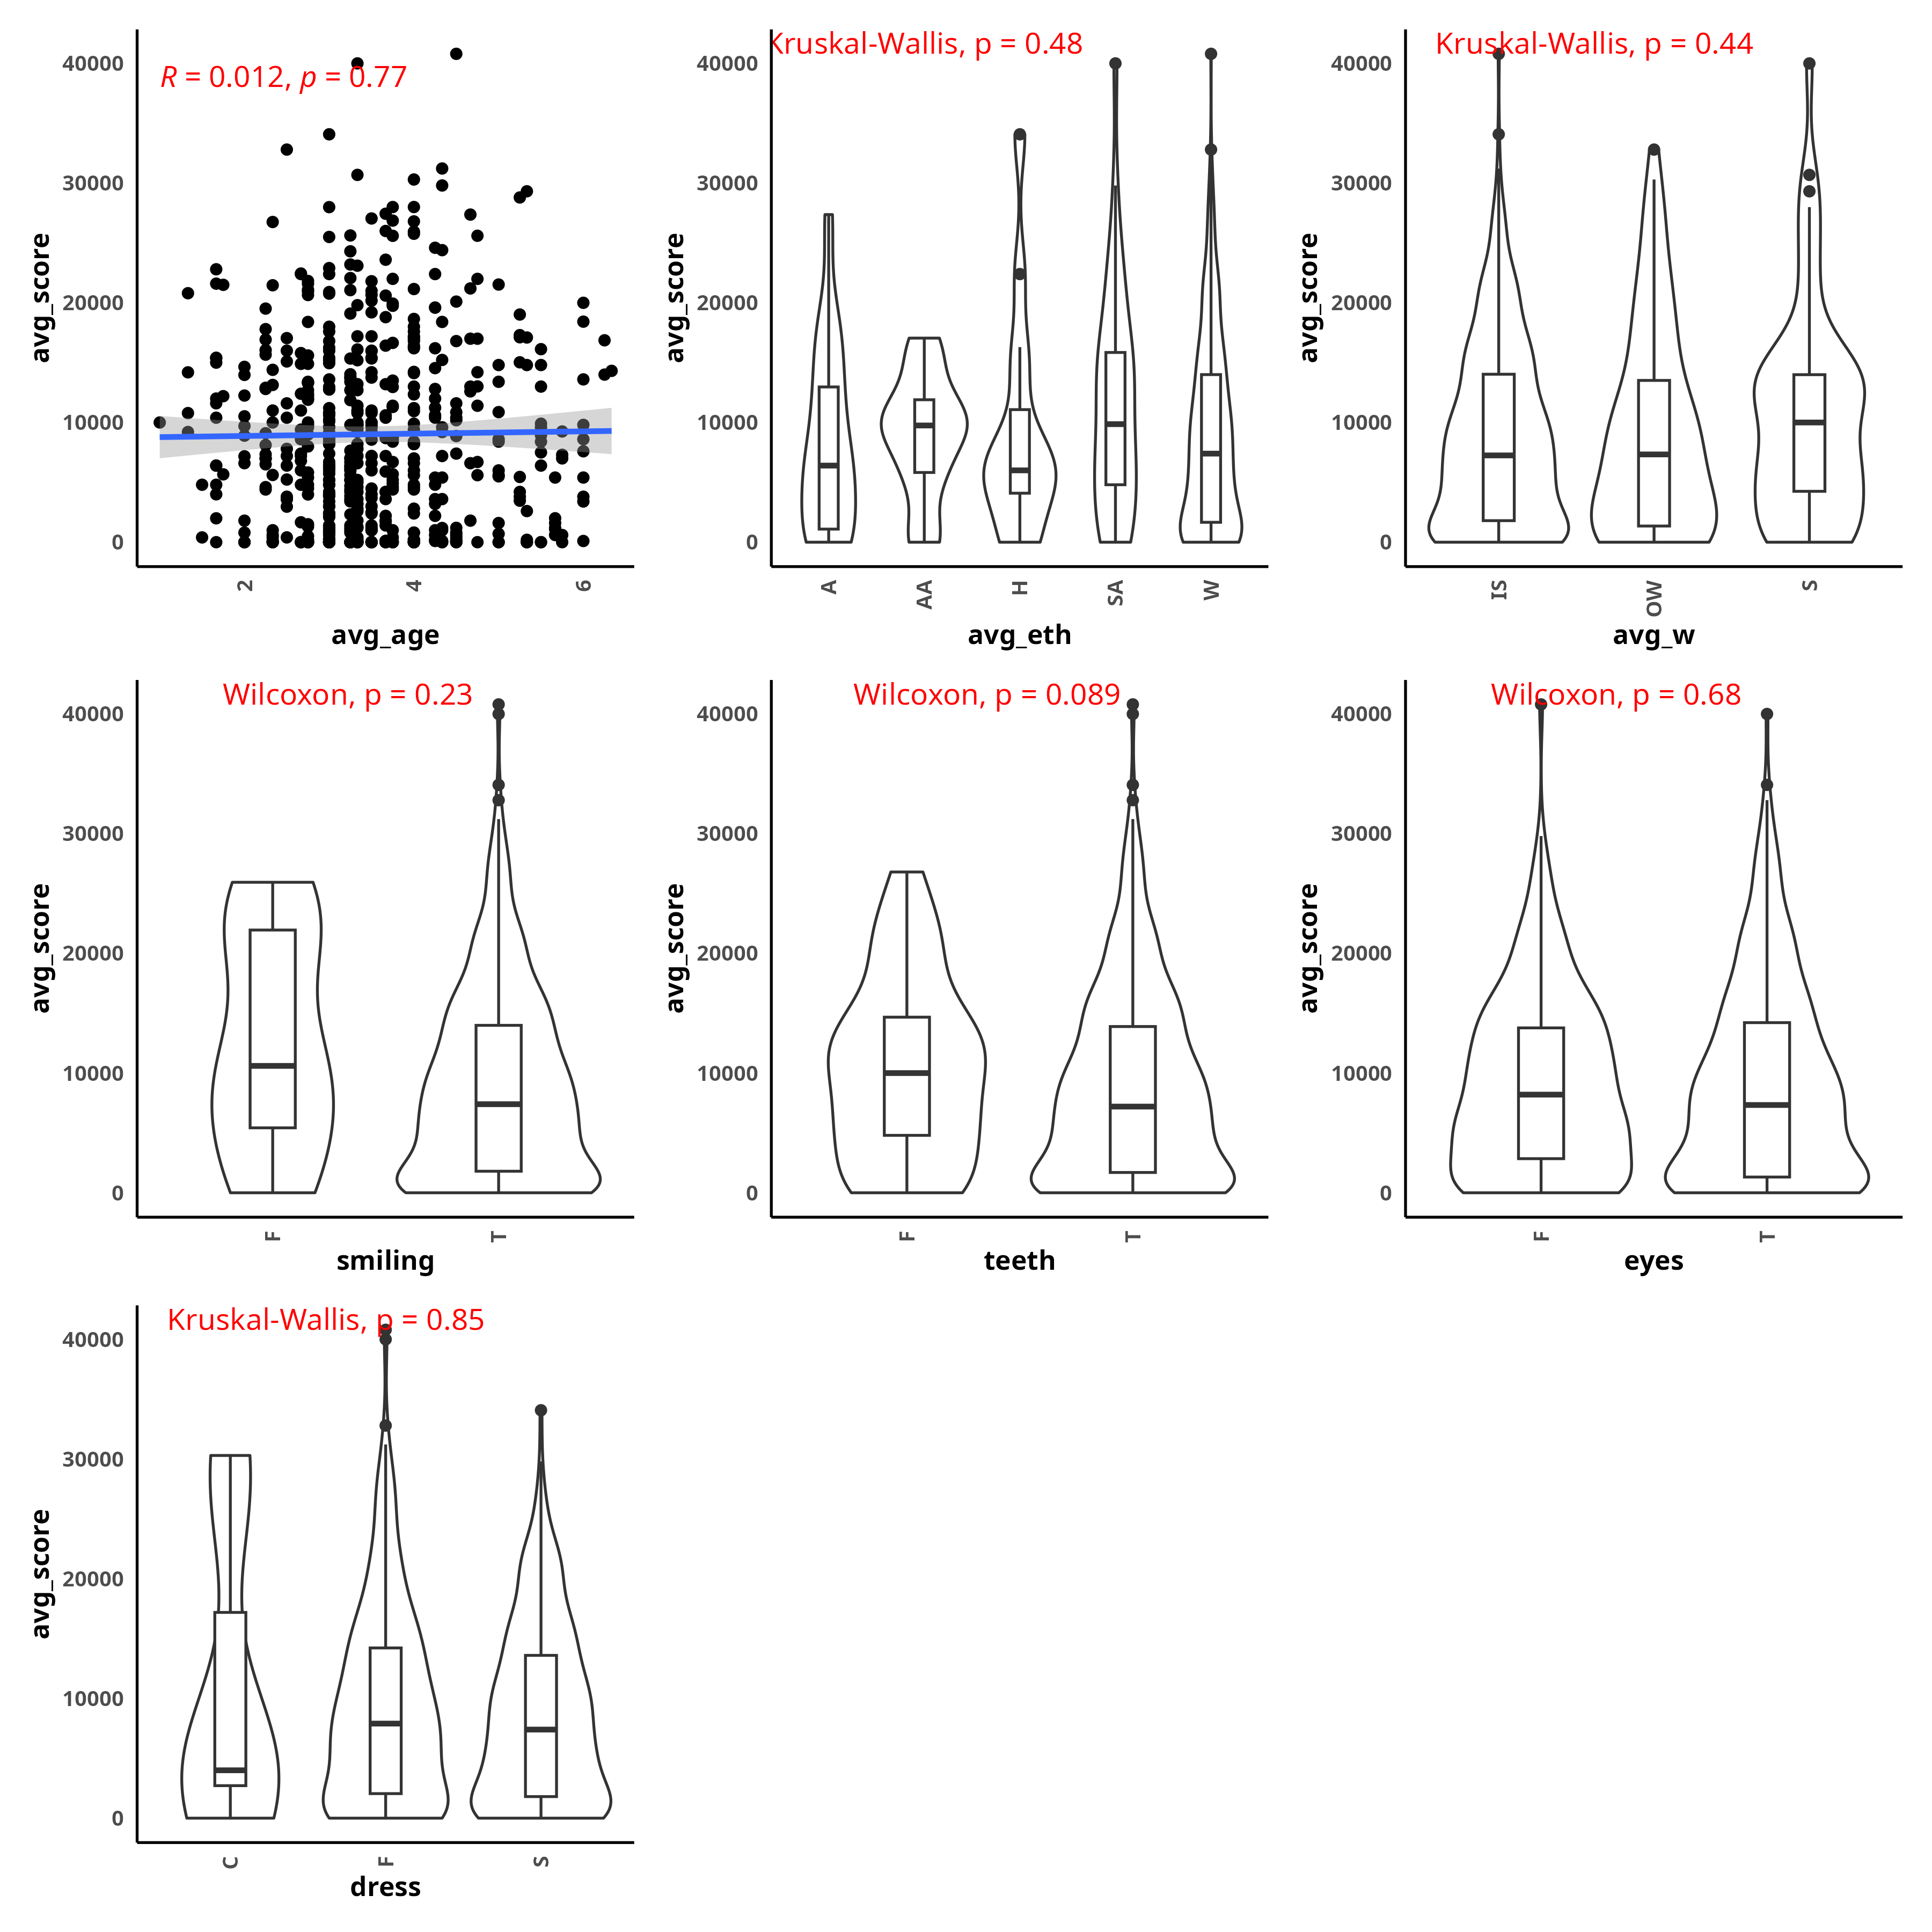 R = 0.012, p = 0.77
40000
30000
20000
10000
0
avg_score
2
4
6
avg_age
Kruskal-Wallis, p = 0.48
40000
30000
20000
10000
0
avg_score
A
AA
H
SA
W
avg_eth
Kruskal-Wallis, p = 0.44
40000
30000
20000
10000
0
avg_score
IS
OW
S
avg_w
Wilcoxon, p = 0.23
40000
30000
20000
10000
0
avg_score
F
T
smiling
Wilcoxon, p = 0.089
40000
30000
20000
10000
0
avg_score
F
T
teeth
Wilcoxon, p = 0.68
40000
30000
20000
10000
0
avg_score
F
T
eyes
Kruskal-Wallis, p = 0.85
40000
30000
20000
10000
0
avg_score
C
F
S
dress